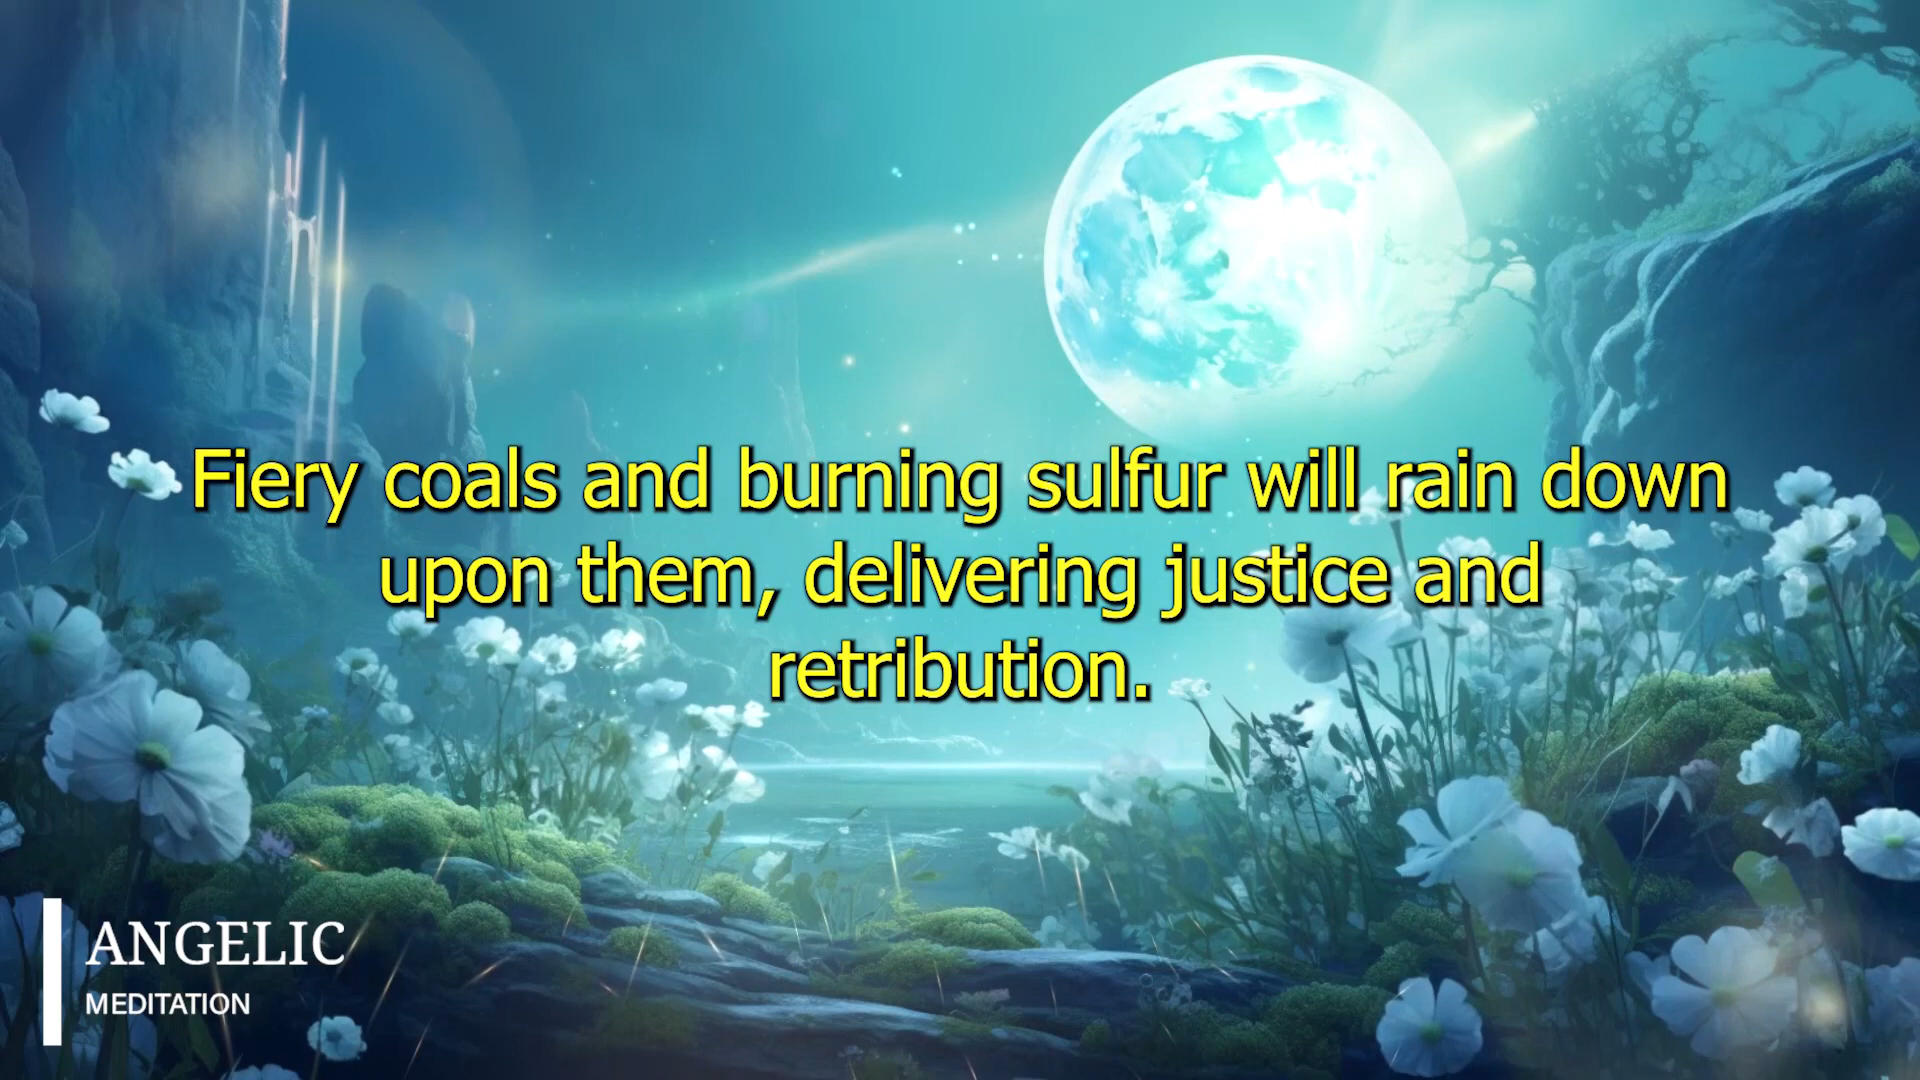 Fiery coals and burning sulfur will rain down
upon them, delivering justice and
retribution.
ANGELIC
MEDITATION